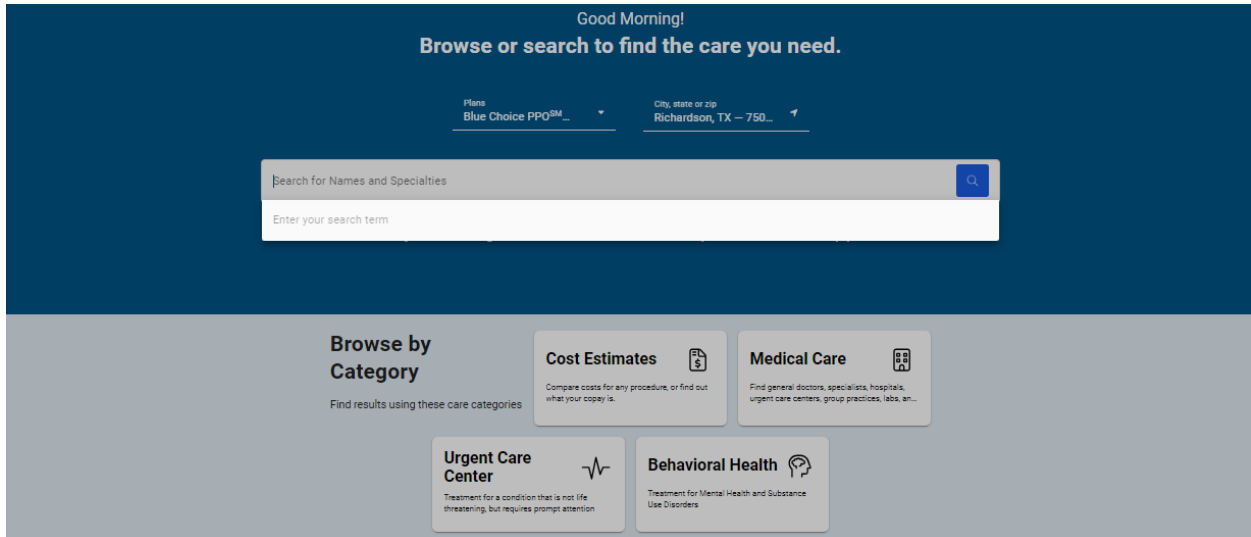 Good Morning!
Browse or search to find the care you need.
Plans
Blue Choice PPO℠...
City, state or zip
Richardson, TX — 750...
Search for Names and Specialties
Enter your search term
Browse by
Category
Find results using these care categories
Cost Estimates
Compare costs for any procedure, or find out
what your copay is.
Medical Care
Find general doctors, specialists, hospitals,
urgent care centers, group practices, labs, an...
Urgent Care
Center
Treatment for a condition that is not life
threatening, but requires prompt attention
Behavioral Health
Treatment for Mental Health and Substance
Use Disorders